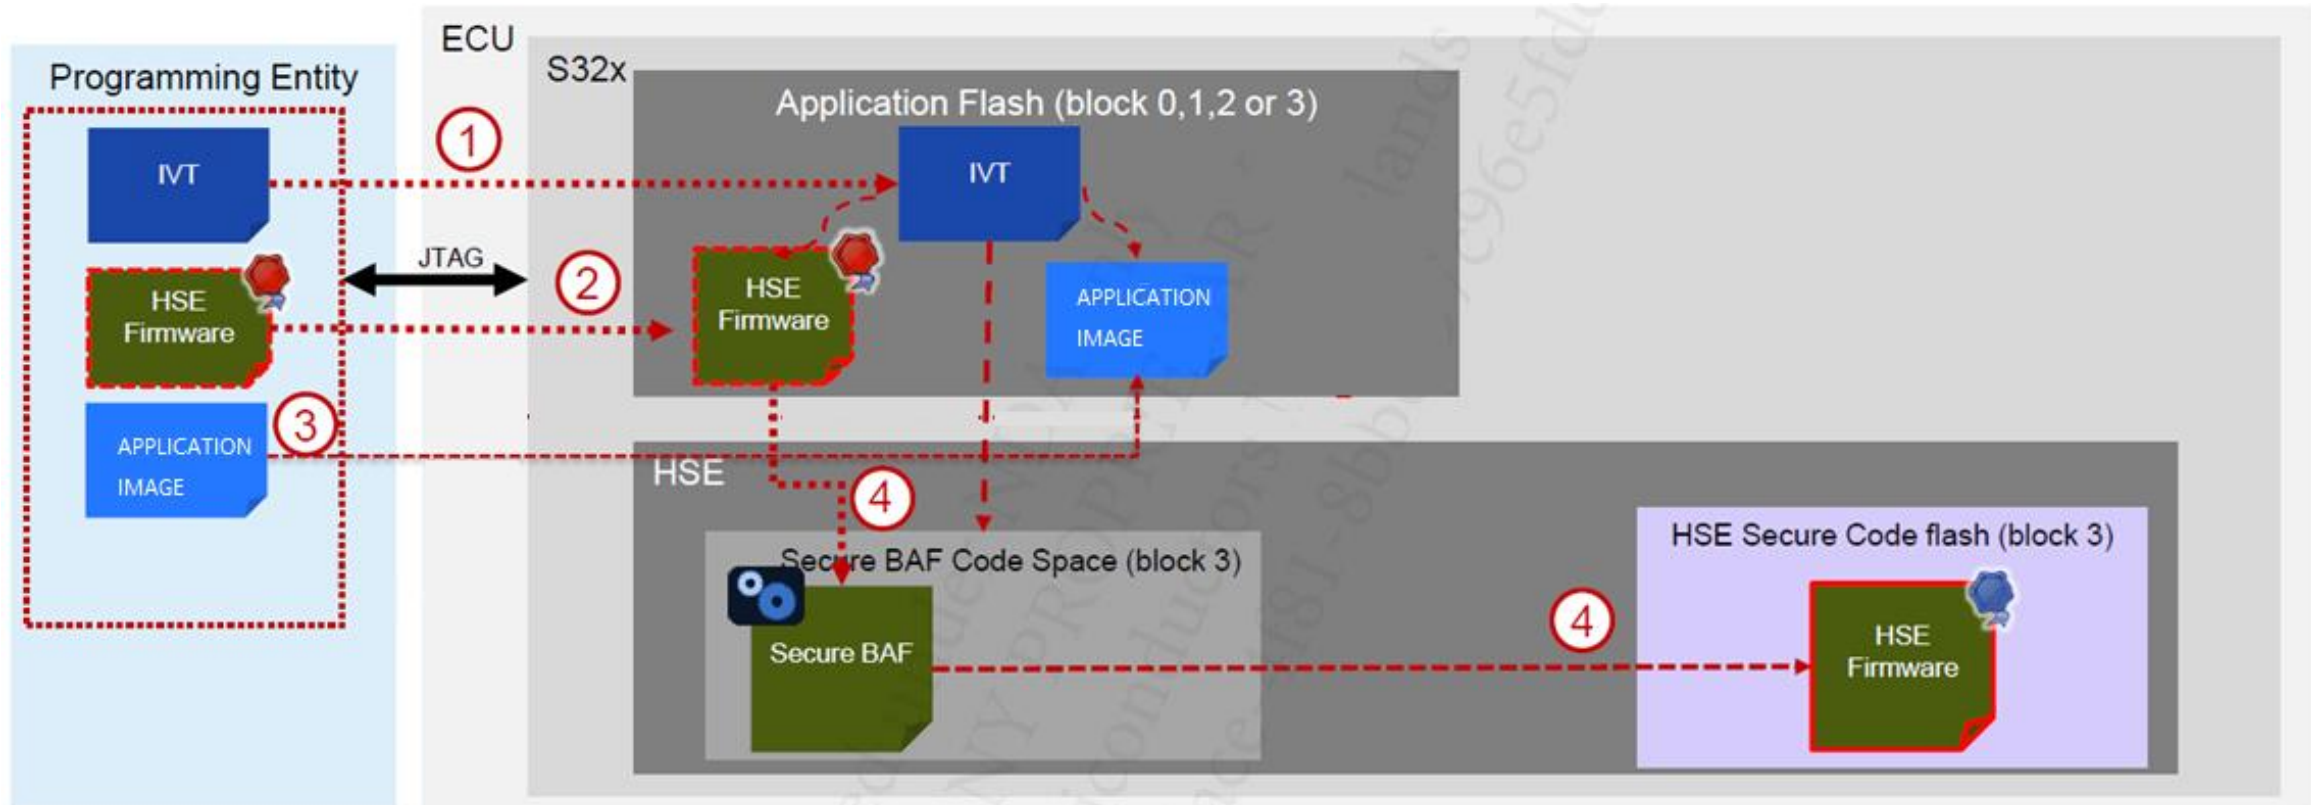 ECU
Programming Entity
S32x
Application Flash (block 0,1,2 or 3)
1
IVT
IVT
JTAG
2
HSE
Firmware
HSE
Firmware
APPLICATION
IMAGE
3
APPLICATION
IMAGE
HSE
4
HSE Secure Code flash (block 3)
Secure BAF Code Space (block 3)
4
Secure BAF
HSE
Firmware